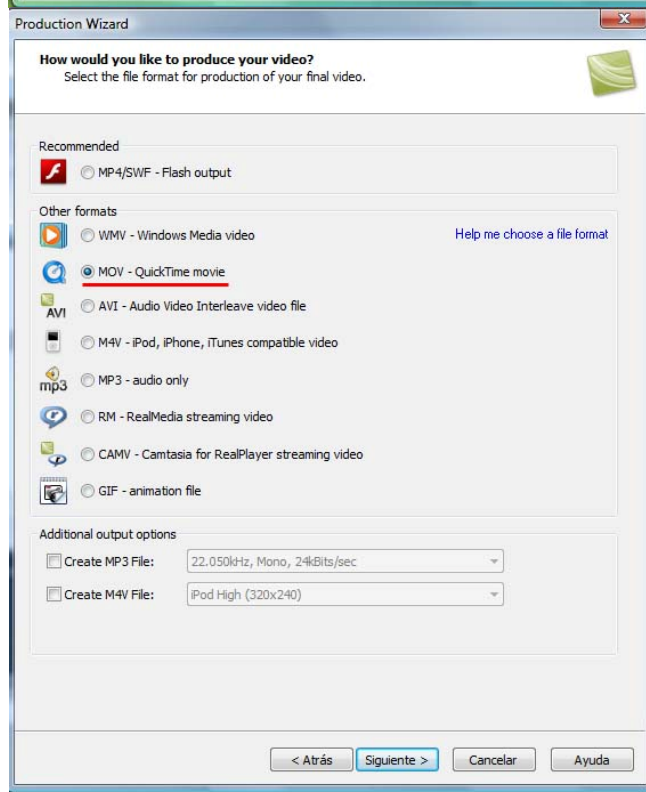 Production Wizard
How would you like to produce your video?
Select the file format for production of your final video.
Recommended
MP4/SWF - Flash output
Other formats
WMV - Windows Media video
Help me choose a file format
MOV - QuickTime movie
AVI
AVI - Audio Video Interleave video file
M4V - iPod, iPhone, iTunes compatible video
mp3
MP3 - audio only
RM - RealMedia streaming video
CAMV - Camtasia for RealPlayer streaming video
GIF - animation file
Additional output options
Create MP3 File: 22.050kHz, Mono, 24kBits/sec
Create M4V File: iPod High (320x240)
< Atrás Siguiente > Cancelar Ayuda